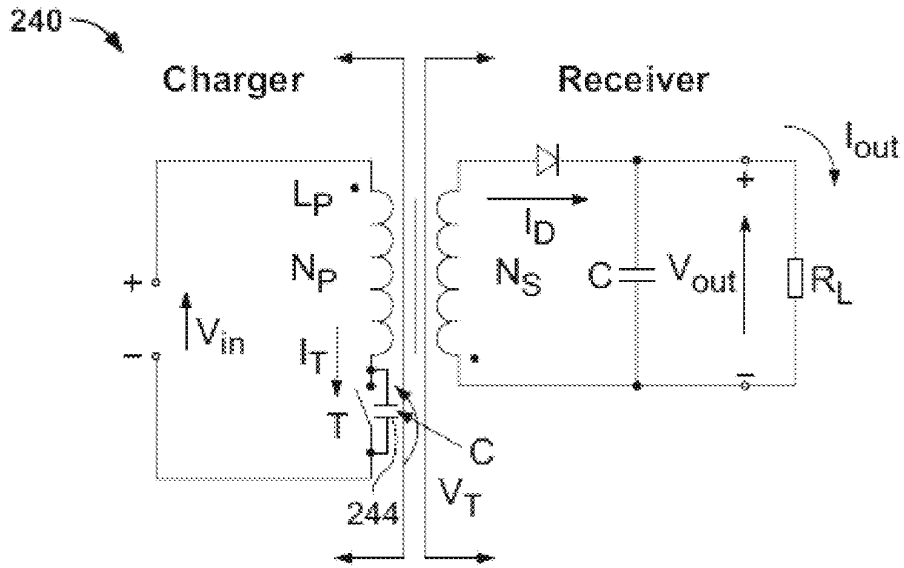 240
Charger Receiver
I_out
L_P
+
I_D
N_P N_S C V_out R_L
+
V_in
−
I_T
−
T
C
244 V_T